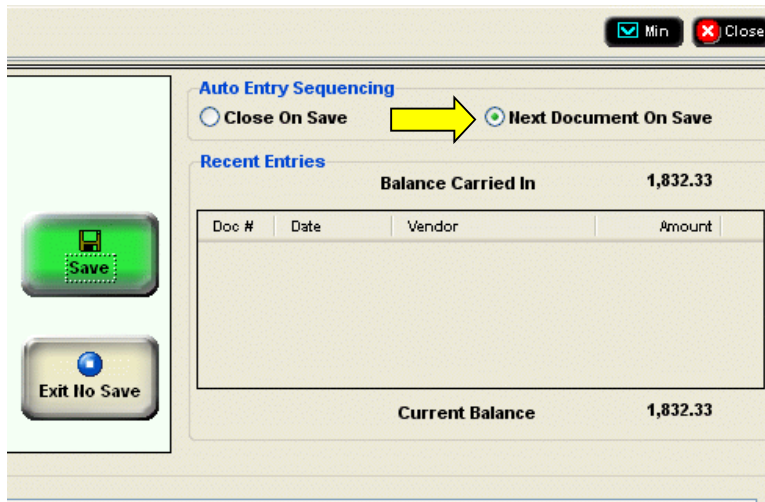 Min Close
Auto Entry Sequencing
Close On Save Next Document On Save
Recent Entries
Balance Carried In 1,832.33
Doc # Date Vendor Amount
Save
Exit No Save
Current Balance 1,832.33